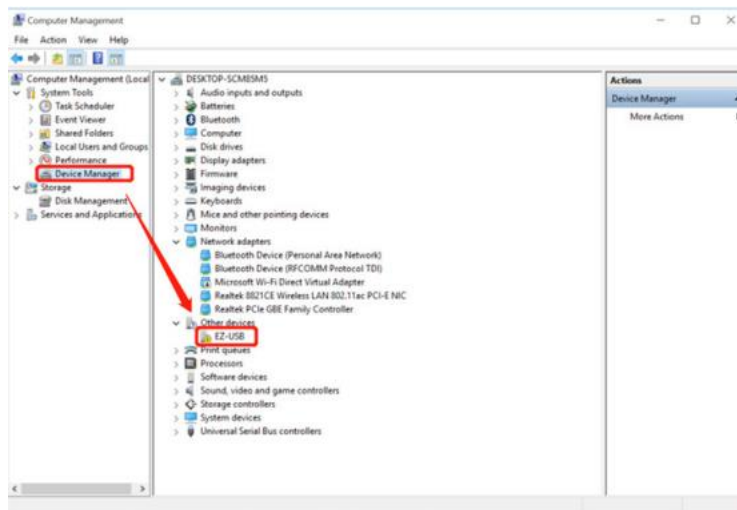 Computer Management
File Action View Help
Computer Management (Local
System Tools
Task Scheduler
Event Viewer
Shared Folders
Local Users and Groups
Performance
Device Manager
Storage
Disk Management
Services and Applications
DESKTOP-SCM85M5
Audio inputs and outputs
Batteries
Bluetooth
Computer
Disk drives
Display adapters
Firmware
Imaging devices
Keyboards
Mice and other pointing devices
Monitors
Network adapters
Bluetooth Device (Personal Area Network)
Bluetooth Device (RFCOMM Protocol TDI)
Microsoft Wi-Fi Direct Virtual Adapter
Realtek 8821CE Wireless LAN 802.11ac PCI-E NIC
Realtek PCIe GBE Family Controller
Other devices
EZ-USB
Print queues
Processors
Software devices
Sound, video and game controllers
Storage controllers
System devices
Universal Serial Bus controllers
Actions
Device Manager
More Actions